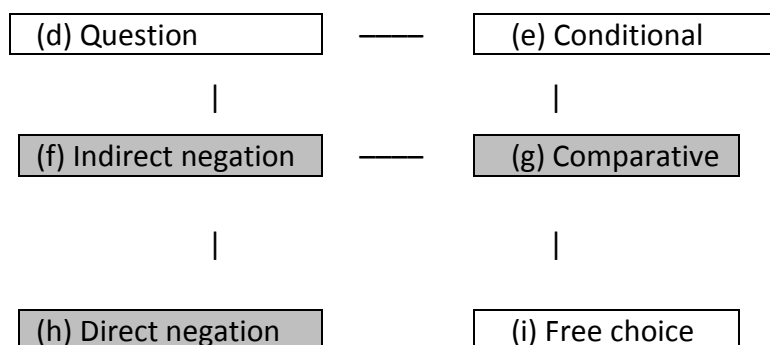 (d) Question (e) Conditional
(f) Indirect negation (g) Comparative
(h) Direct negation (i) Free choice